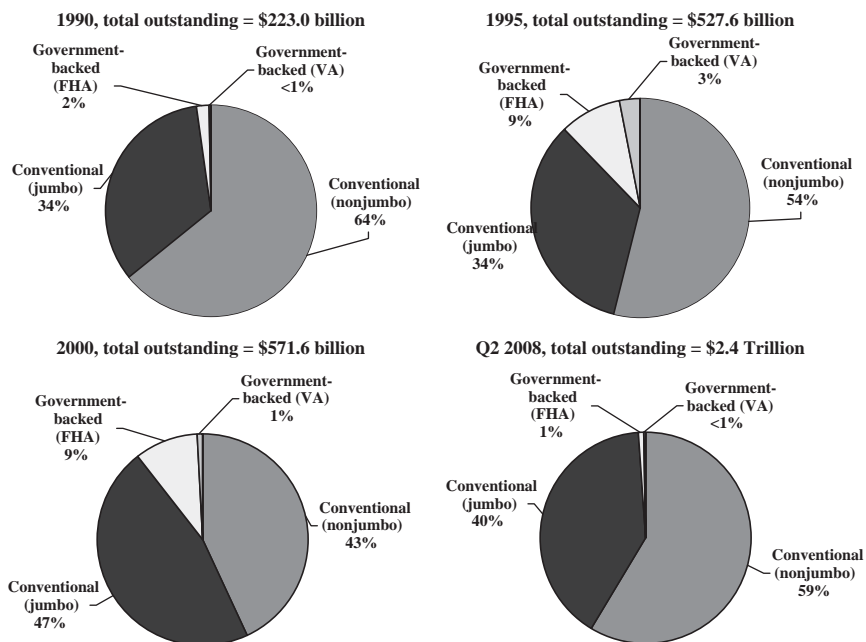 1990, total outstanding = $223.0 billion
Government-
backed
(FHA)
2%
Government-
backed (VA)
<1%
Conventional
(jumbo)
34%
Conventional
(nonjumbo)
64%
1995, total outstanding = $527.6 billion
Government-
backed
(FHA)
9%
Government-
backed (VA)
3%
Conventional
(jumbo)
34%
Conventional
(nonjumbo)
54%
2000, total outstanding = $571.6 billion
Government-
backed
(FHA)
9%
Government-
backed (VA)
1%
Conventional
(jumbo)
47%
Conventional
(nonjumbo)
43%
Q2 2008, total outstanding = $2.4 Trillion
Government-
backed
(FHA)
1%
Government-
backed (VA)
<1%
Conventional
(jumbo)
40%
Conventional
(nonjumbo)
59%